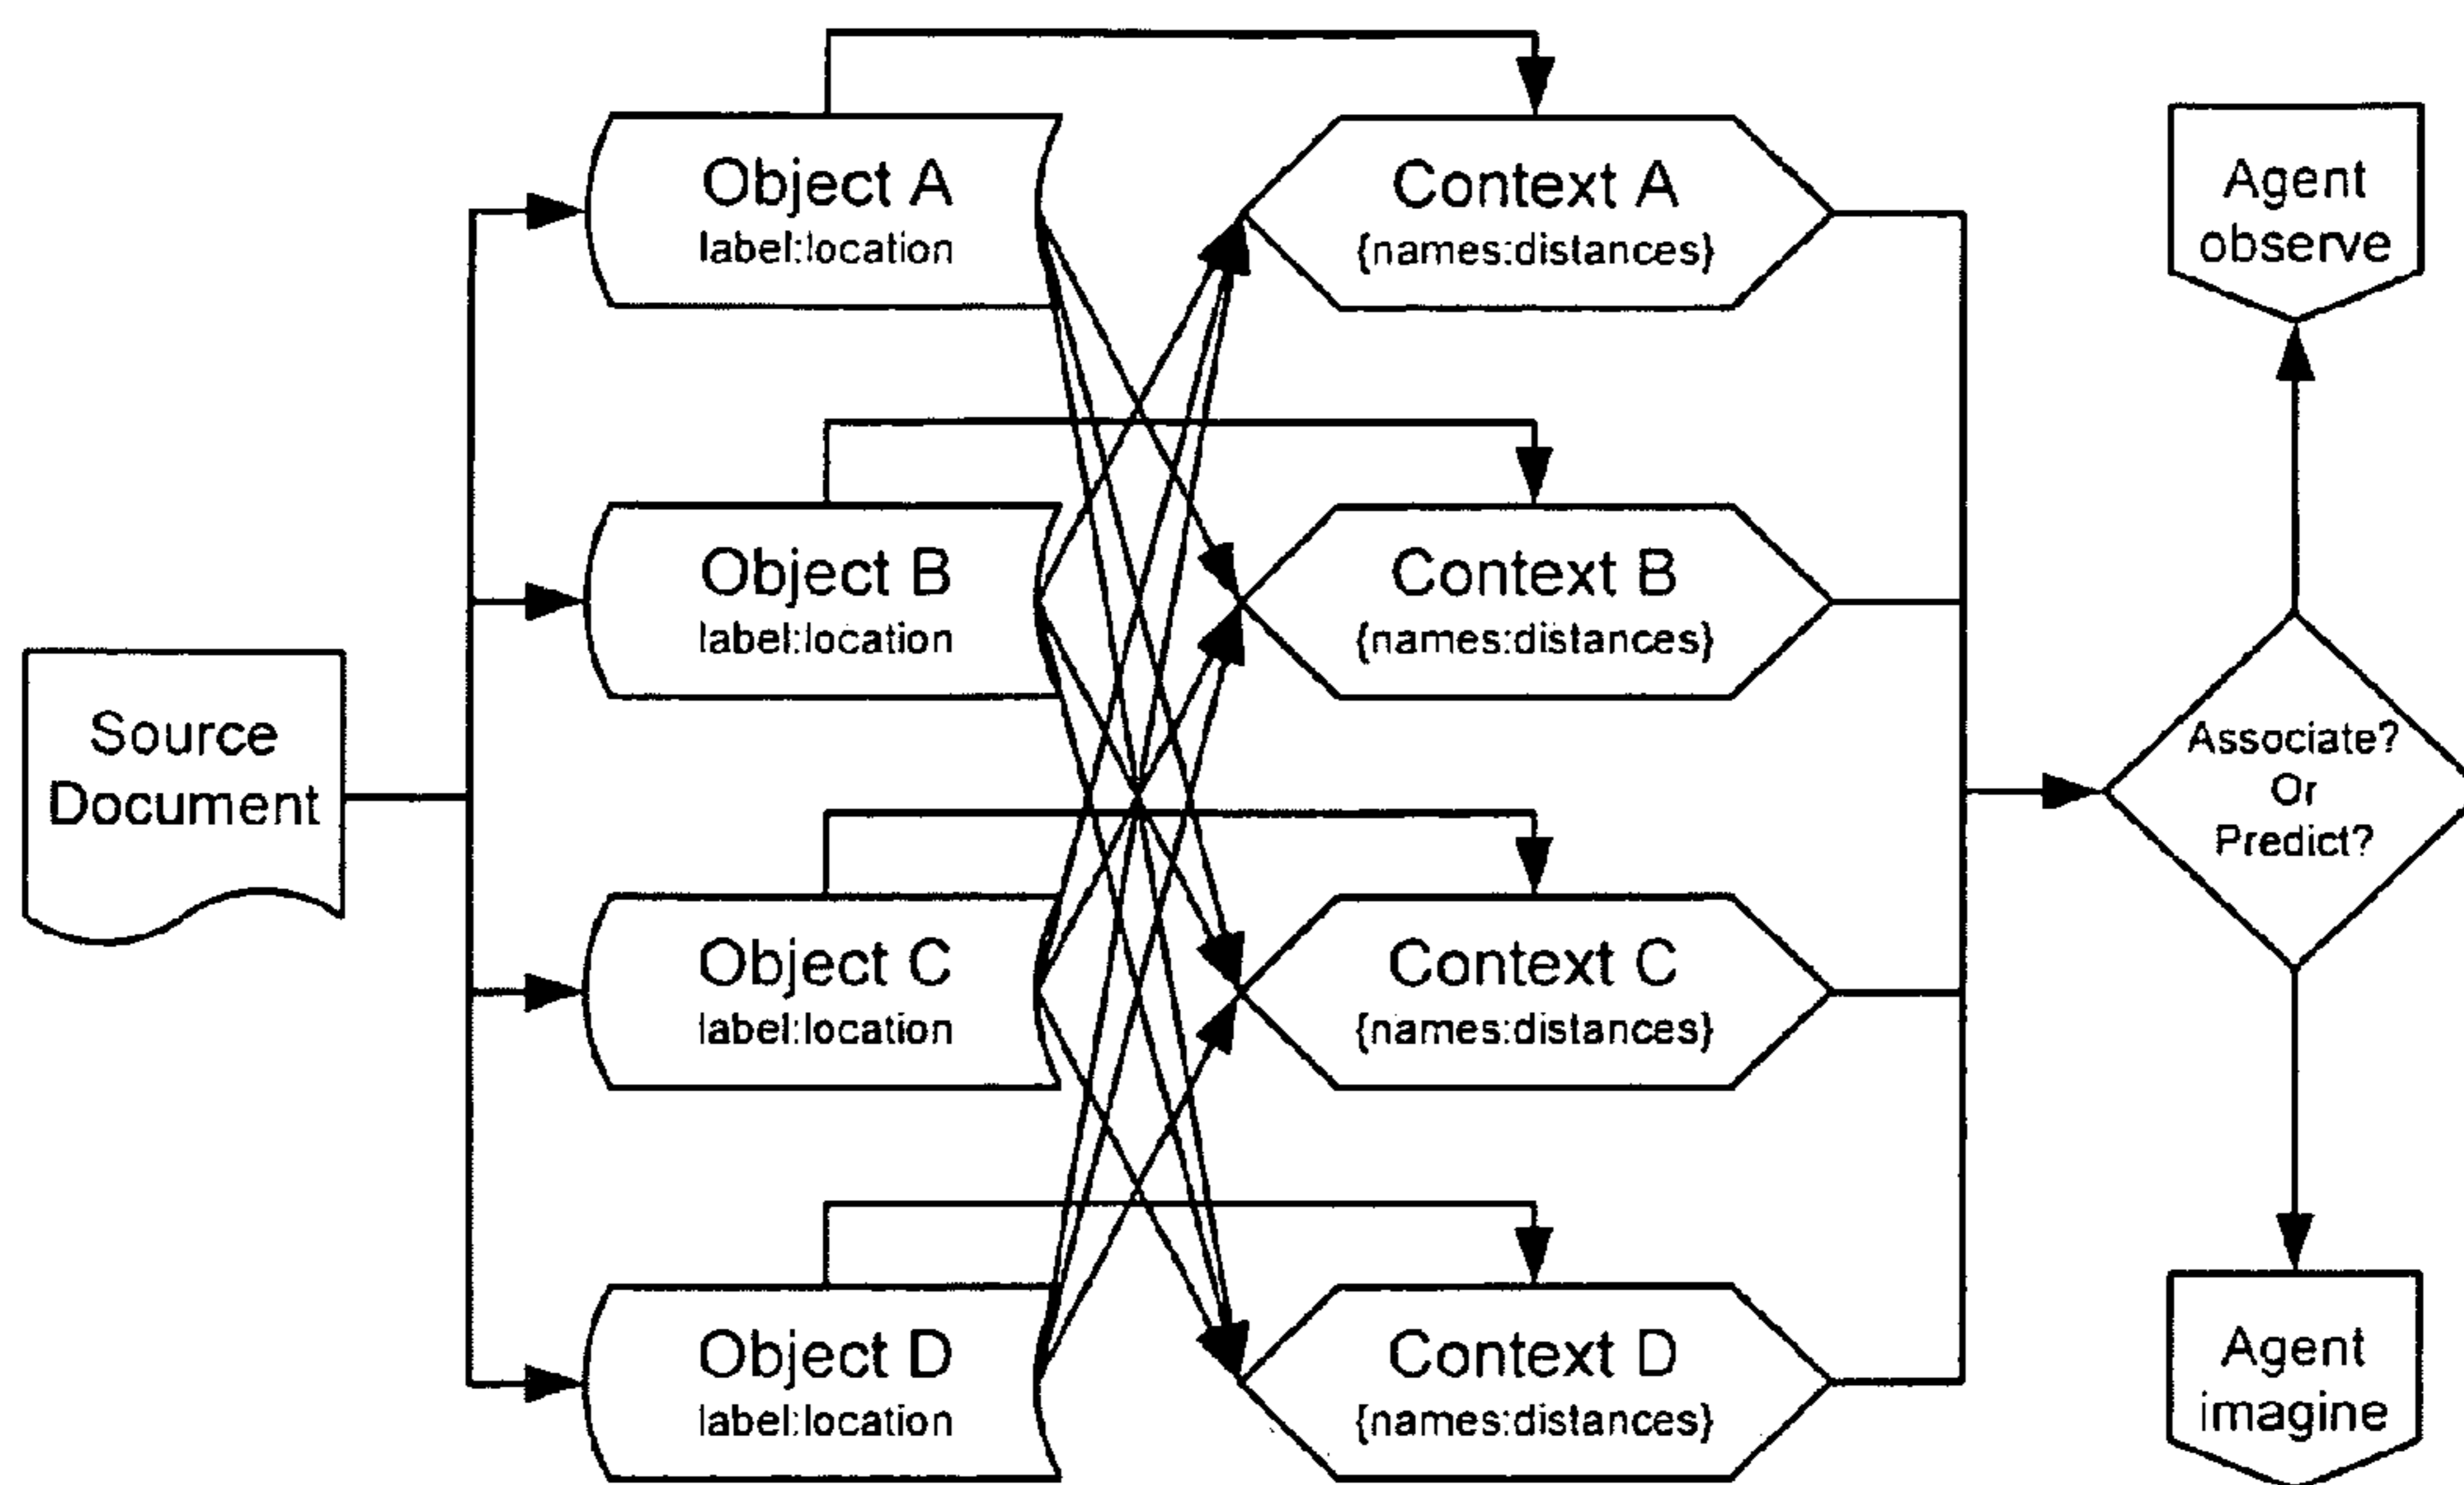 Source
Document
Object A
label:location
Object B
label:location
Object C
label:location
Object D
label:location
Context A
{names:distances}
Context B
{names:distances}
Context C
{names:distances}
Context D
{names:distances}
Associate?
Or
Predict?
Agent
observe
Agent
imagine